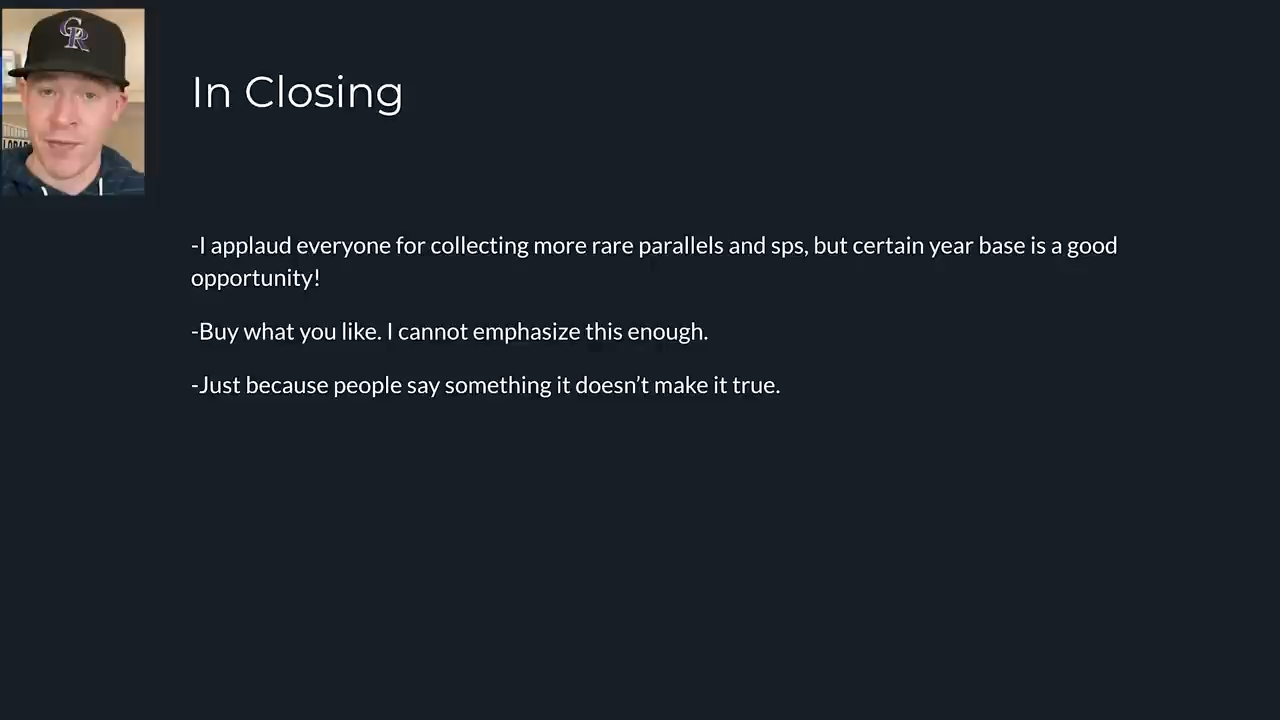 CR
In Closing
-I applaud everyone for collecting more rare parallels and sps, but certain year base is a good
opportunity!
-Buy what you like. I cannot emphasize this enough.
-Just because people say something it doesn’t make it true.